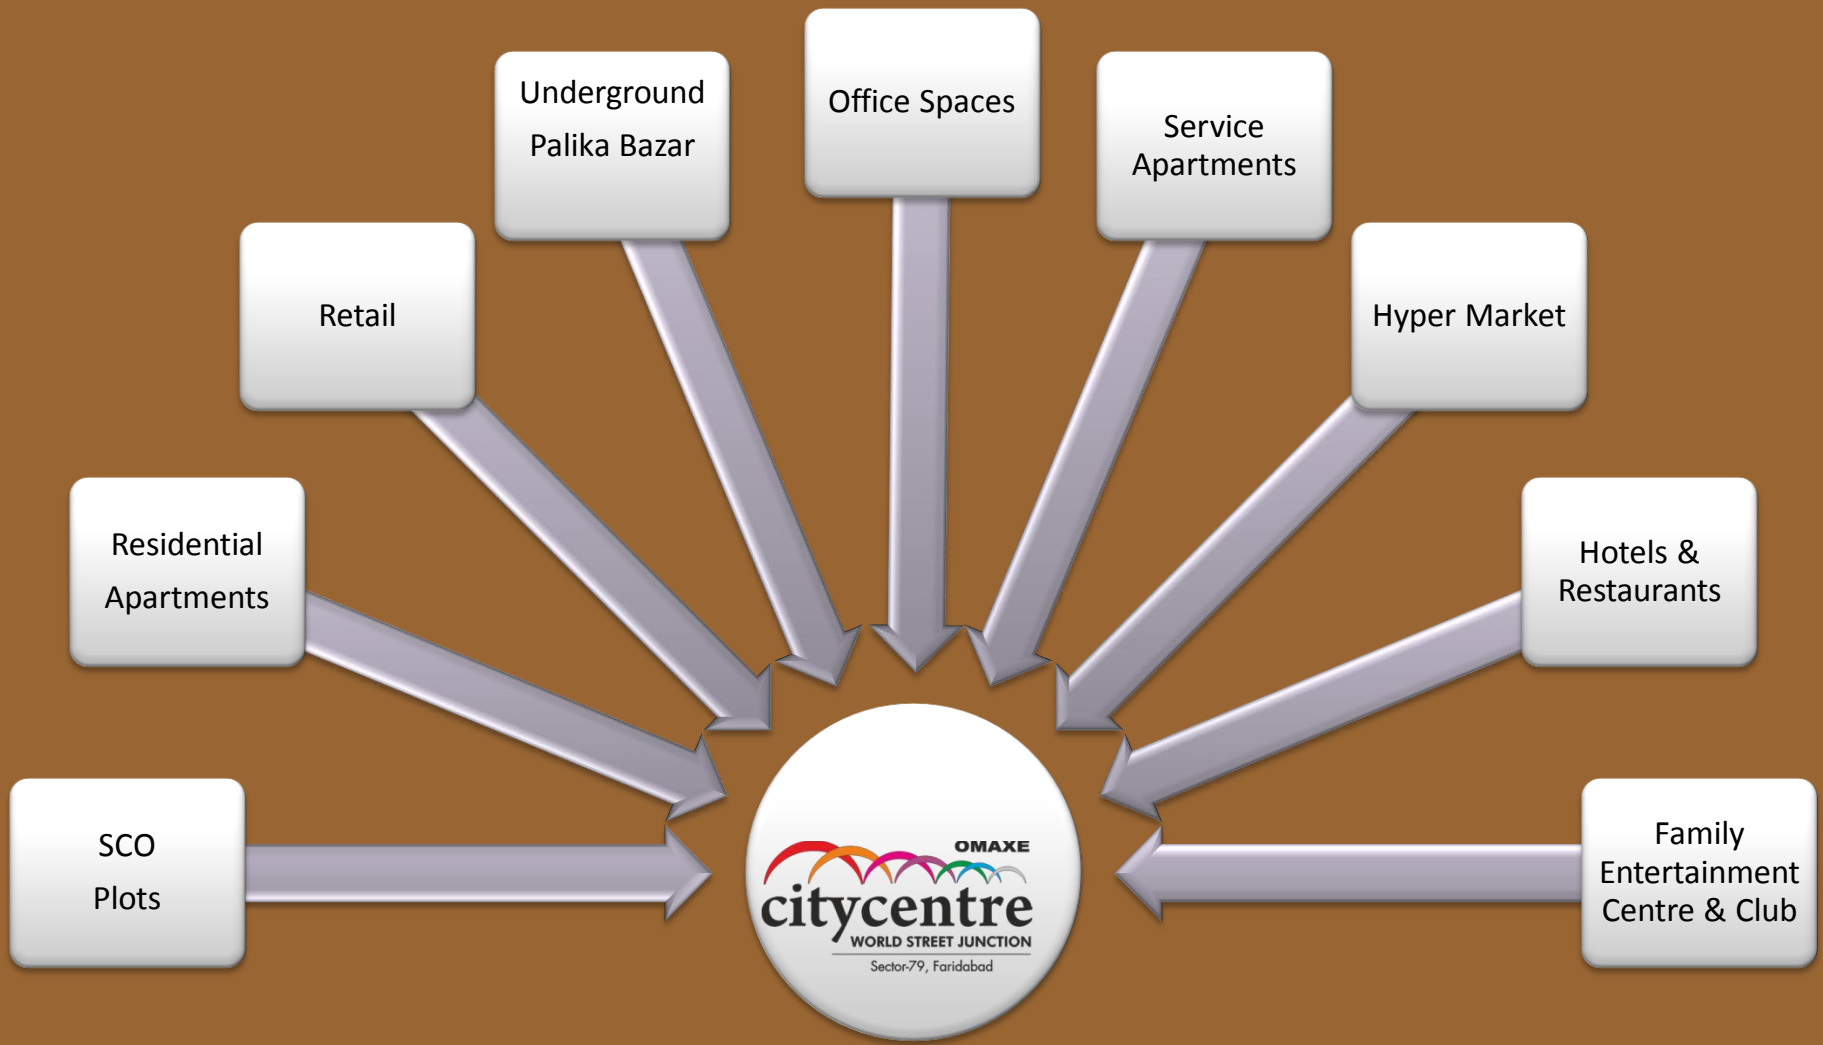 Office Spaces
Underground
Palika Bazar
Service
Apartments
Retail
Hyper Market
Residential
Apartments
Hotels &
Restaurants
SCO
Plots
Family
Entertainment
Centre & Club
OMAXE
citycentre
WORLD STREET JUNCTION
Sector-79, Faridabad